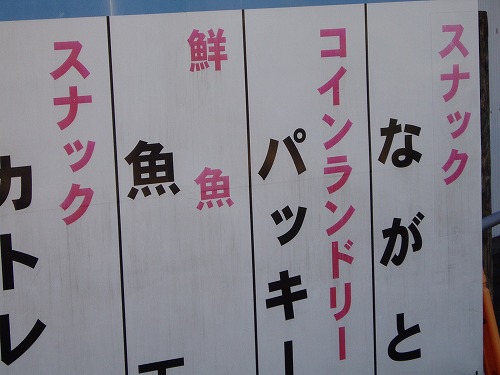 スナック
ながと
コインランドリー
パッキー
鮮魚
魚
スナック
カトレ